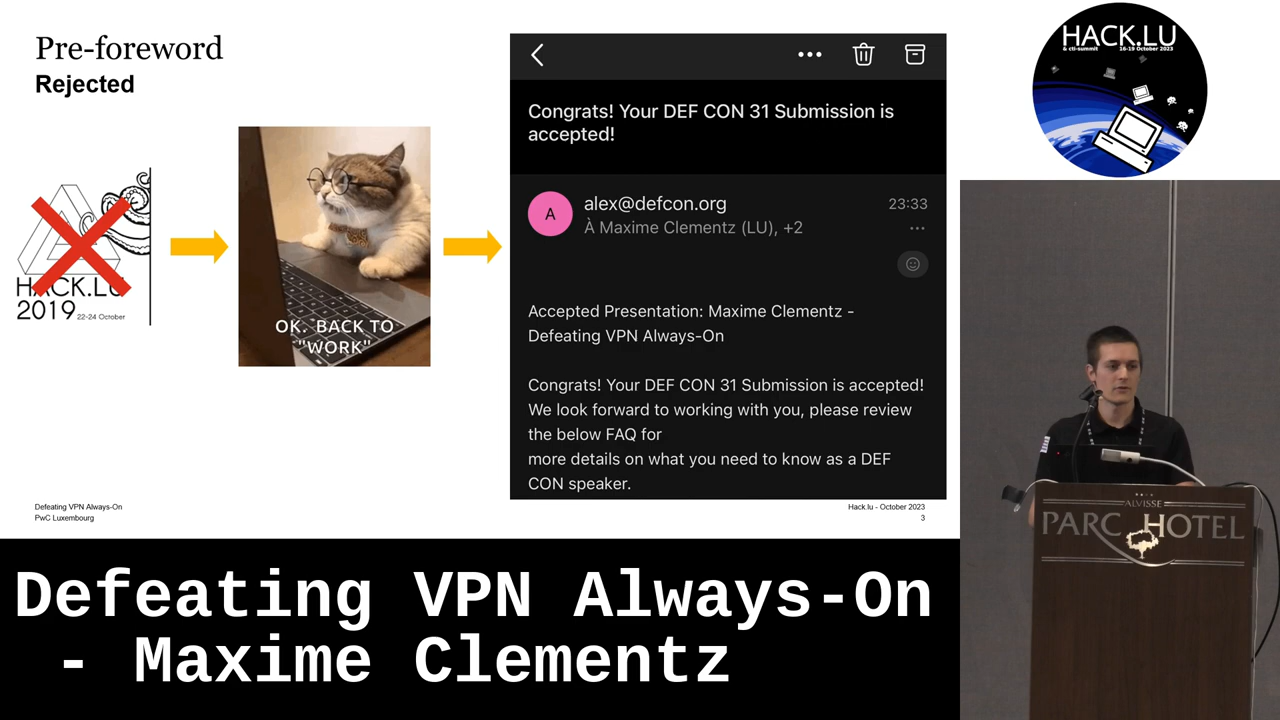 Pre-foreword
Rejected
HACK.LU
2019 22-24 October
OK. BACK TO
"WORK"
Congrats! Your DEF CON 31 Submission is
accepted!
A
alex@defcon.org
23:33
À Maxime Clementz (LU), +2
Accepted Presentation: Maxime Clementz -
Defeating VPN Always-On
Congrats! Your DEF CON 31 Submission is accepted!
We look forward to working with you, please review
the below FAQ for
more details on what you need to know as a DEF
CON speaker.
Defeating VPN Always-On
PwC Luxembourg
Hack.lu - October 2023
3
HACK.LU
& cti-summit 16-19 October 2023
ALVISSE
PARC HOTEL
Defeating VPN Always-On
- Maxime Clementz